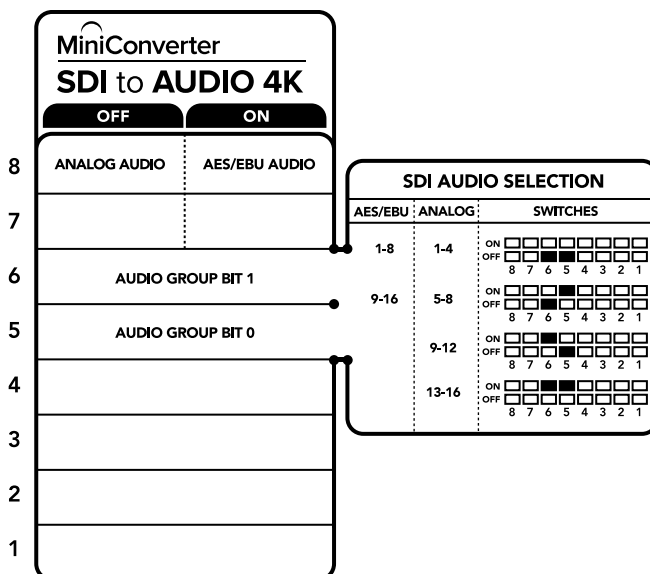 MiniConverter
SDI to AUDIO 4K
OFF ON
8 ANALOG AUDIO AES/EBU AUDIO
7
6 AUDIO GROUP BIT 1
5 AUDIO GROUP BIT 0
4
3
2
1
SDI AUDIO SELECTION
AES/EBU ANALOG SWITCHES
1-8 1-4 ON
OFF
8 7 6 5 4 3 2 1
9-16 5-8 ON
OFF
8 7 6 5 4 3 2 1
9-12 ON
OFF
8 7 6 5 4 3 2 1
13-16 ON
OFF
8 7 6 5 4 3 2 1